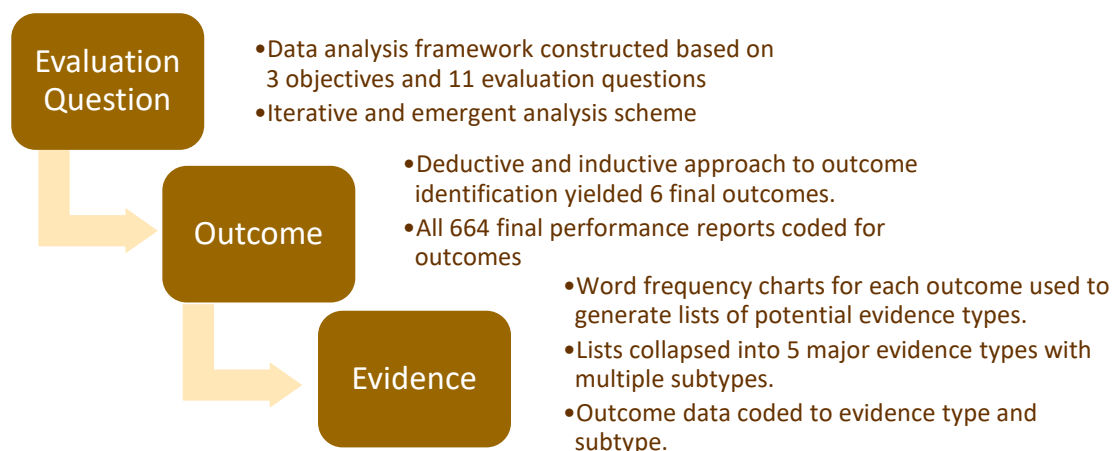 Evaluation
Question
•Data analysis framework constructed based on
3 objectives and 11 evaluation questions
•Iterative and emergent analysis scheme
Outcome
•Deductive and inductive approach to outcome
identification yielded 6 final outcomes.
•All 664 final performance reports coded for
outcomes
Evidence
•Word frequency charts for each outcome used to
generate lists of potential evidence types.
•Lists collapsed into 5 major evidence types with
multiple subtypes.
•Outcome data coded to evidence type and
subtype.